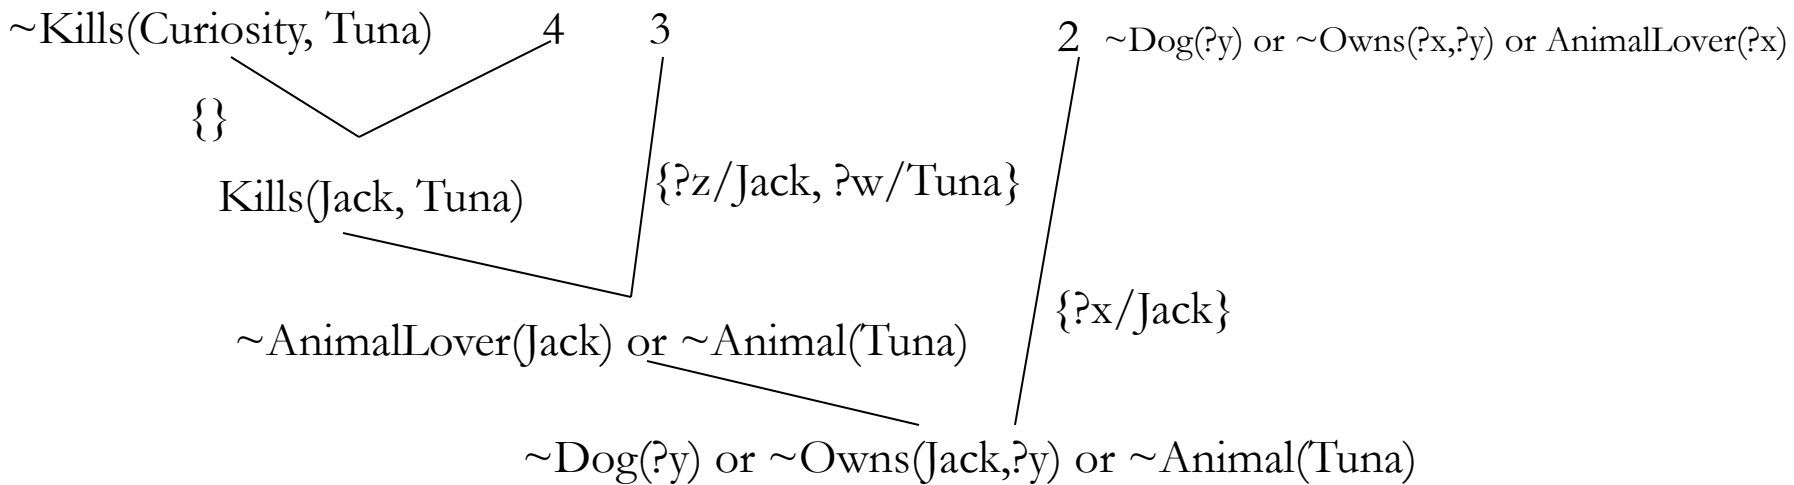 ~Kills(Curiosity, Tuna) 4 3 2 ~Dog(?y) or ~Owns(?x,?y) or AnimalLover(?x)
{}
Kills(Jack, Tuna) {?z/Jack, ?w/Tuna}
{?x/Jack}
~AnimalLover(Jack) or ~Animal(Tuna)
~Dog(?y) or ~Owns(Jack,?y) or ~Animal(Tuna)